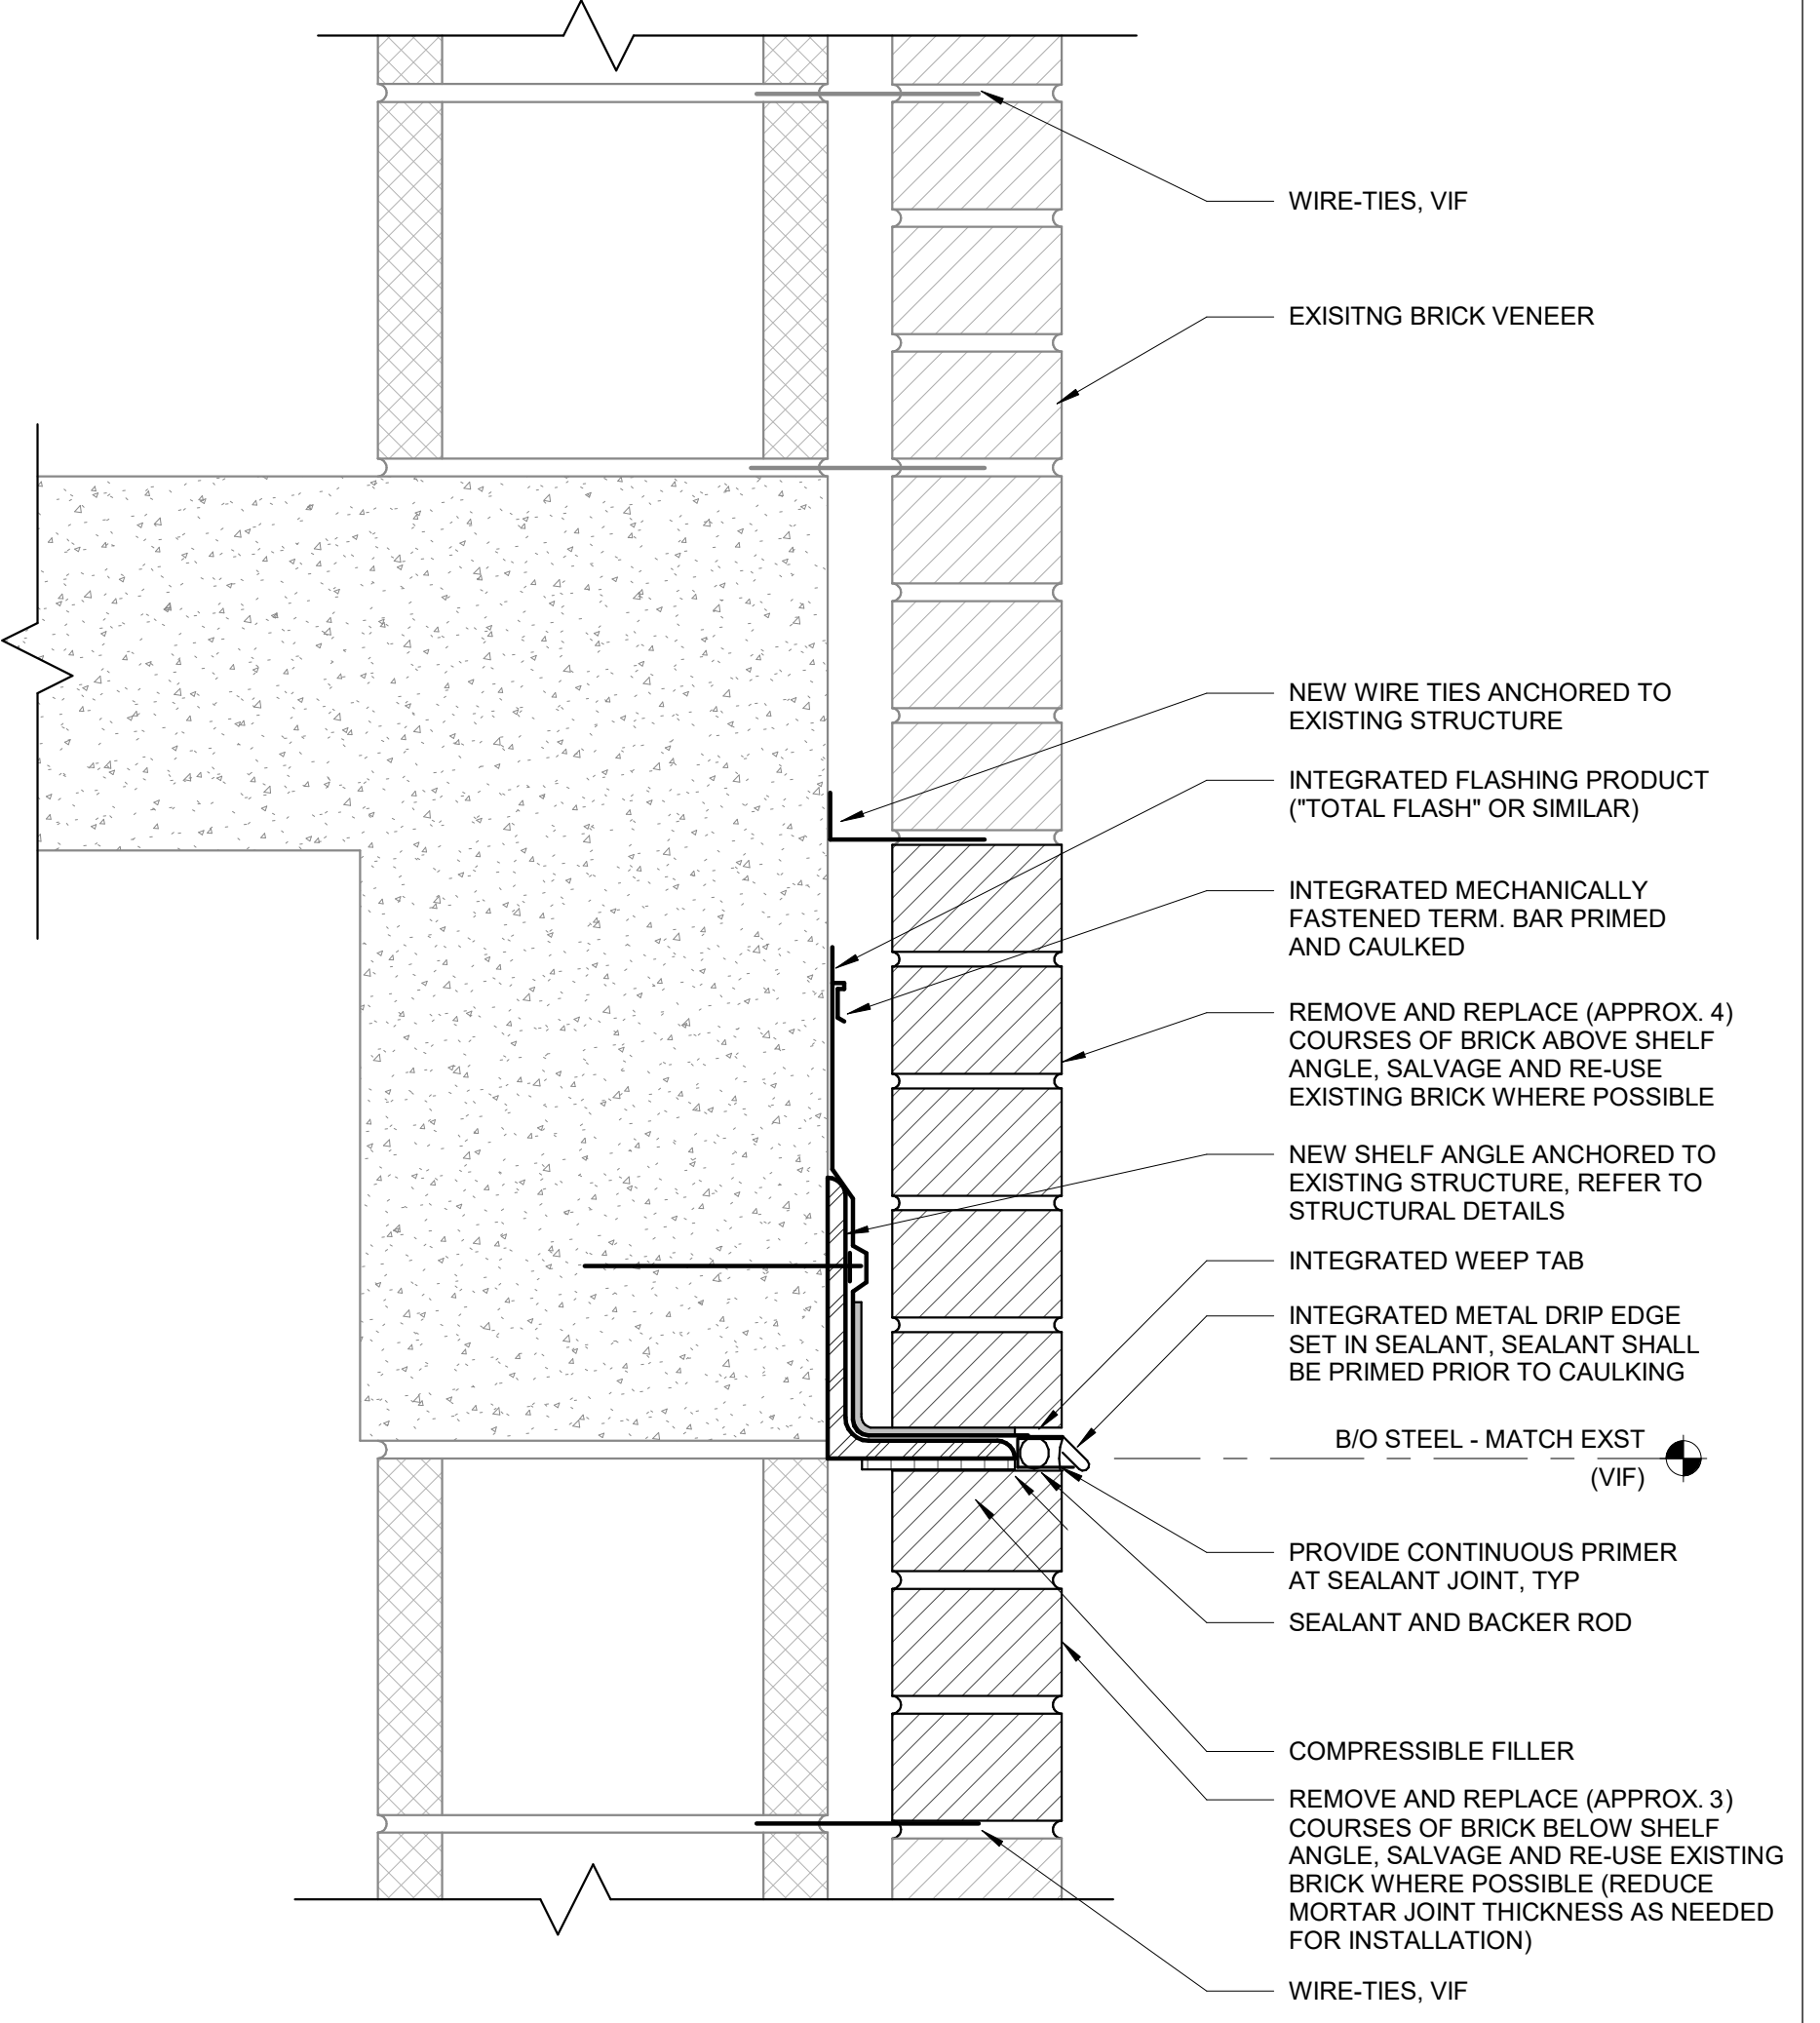 WIRE-TIES, VIF
EXISITNG BRICK VENEER
NEW WIRE TIES ANCHORED TO
EXISTING STRUCTURE
INTEGRATED FLASHING PRODUCT
("TOTAL FLASH" OR SIMILAR)
INTEGRATED MECHANICALLY
FASTENED TERM. BAR PRIMED
AND CAULKED
REMOVE AND REPLACE (APPROX. 4)
COURSES OF BRICK ABOVE SHELF
ANGLE, SALVAGE AND RE-USE
EXISTING BRICK WHERE POSSIBLE
NEW SHELF ANGLE ANCHORED TO
EXISTING STRUCTURE, REFER TO
STRUCTURAL DETAILS
INTEGRATED WEEP TAB
INTEGRATED METAL DRIP EDGE
SET IN SEALANT, SEALANT SHALL
BE PRIMED PRIOR TO CAULKING
B/O STEEL - MATCH EXST
(VIF)
PROVIDE CONTINUOUS PRIMER
AT SEALANT JOINT, TYP
SEALANT AND BACKER ROD
COMPRESSIBLE FILLER
REMOVE AND REPLACE (APPROX. 3)
COURSES OF BRICK BELOW SHELF
ANGLE, SALVAGE AND RE-USE EXISTING
BRICK WHERE POSSIBLE (REDUCE
MORTAR JOINT THICKNESS AS NEEDED
FOR INSTALLATION)
WIRE-TIES, VIF